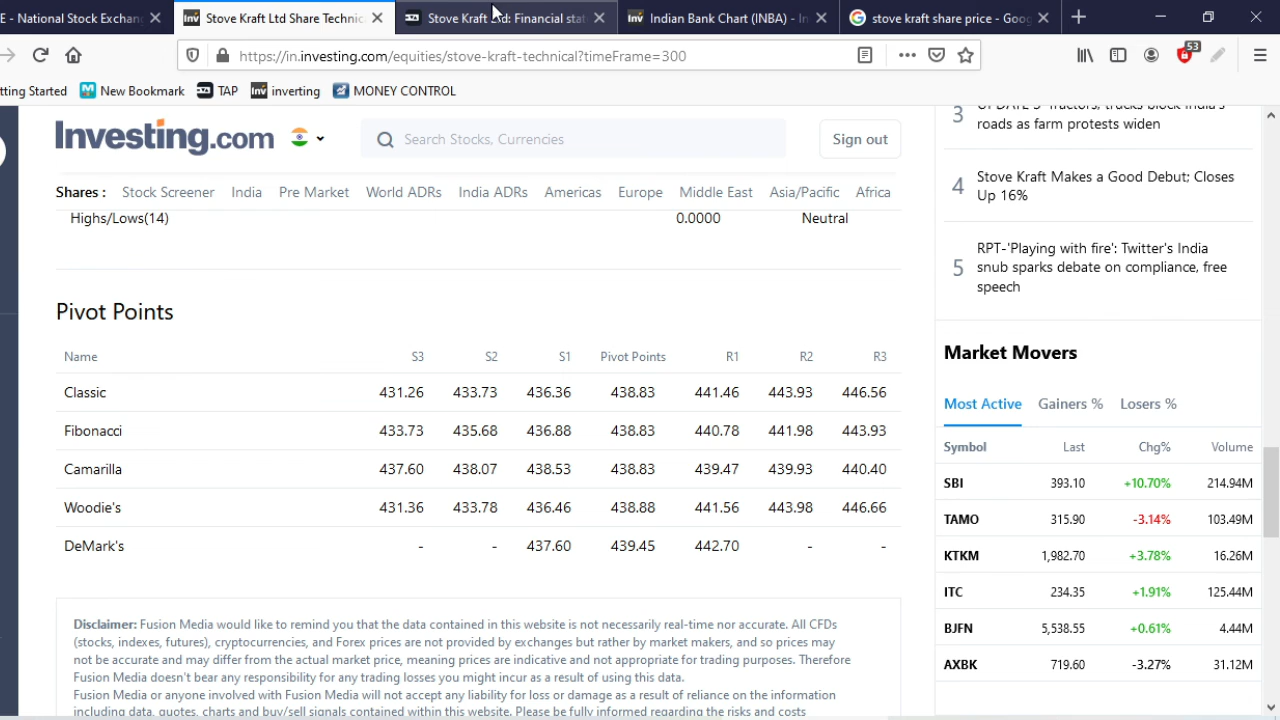 E - National Stock Exchan
Stove Kraft Ltd Share Technica
Stove Kraft Ltd: Financial stat
Indian Bank Chart (INBA) - In
stove kraft share price - Goo
https://in.investing.com/equities/stove-kraft-technical?timeFrame=300
53
tting Started
New Bookmark
TAP
Inv
inverting
MONEY CONTROL
Investing.com
Search Stocks, Currencies
Sign out
Shares : Stock Screener India Pre Market World ADRs India ADRs Americas Europe Middle East Asia/Pacific Africa
Highs/Lows(14) 0.0000 Neutral
Pivot Points
Name S3 S2 S1 Pivot Points R1 R2 R3
Classic 431.26 433.73 436.36 438.83 441.46 443.93 446.56
Fibonacci 433.73 435.68 436.88 438.83 440.78 441.98 443.93
Camarilla 437.60 438.07 438.53 438.83 439.47 439.93 440.40
Woodie's 431.36 433.78 436.46 438.88 441.56 443.98 446.66
DeMark's - - 437.60 439.45 442.70 - -
Disclaimer: Fusion Media would like to remind you that the data contained in this website is not necessarily real-time nor accurate. All CFDs
(stocks, indexes, futures), cryptocurrencies, and Forex prices are not provided by exchanges but rather by market makers, and so prices may
not be accurate and may differ from the actual market price, meaning prices are indicative and not appropriate for trading purposes. Therefore
Fusion Media doesn't bear any responsibility for any trading losses you might incur as a result of using this data.
Fusion Media or anyone involved with Fusion Media will not accept any liability for loss or damage as a result of reliance on the information
including data, quotes, charts and buy/sell signals contained within this website. Please be fully informed regarding the risks and costs
3
UPDATE 3-Tractors, trucks block India's
roads as farm protests widen
4
Stove Kraft Makes a Good Debut; Closes
Up 16%
5
RPT-'Playing with fire': Twitter's India
snub sparks debate on compliance, free
speech
Market Movers
Most Active Gainers % Losers %
Symbol Last Chg% Volume
SBI 393.10 +10.70% 214.94M
TAMO 315.90 -3.14% 103.49M
KTKM 1,982.70 +3.78% 16.26M
ITC 234.35 +1.91% 125.44M
BJFN 5,538.55 +0.61% 4.44M
AXBK 719.60 -3.27% 31.12M